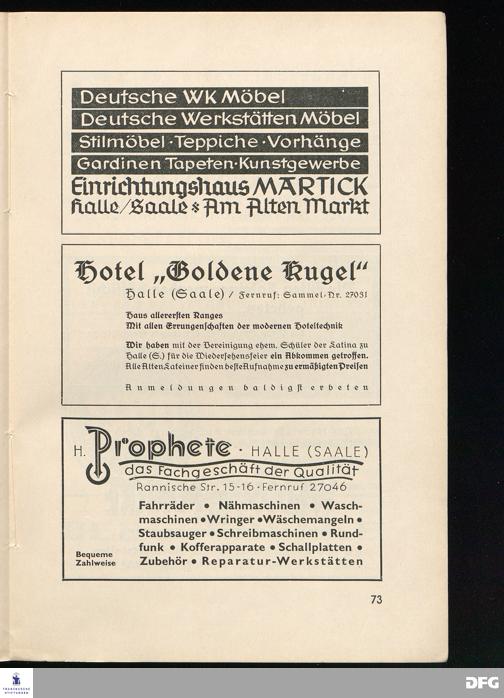 Deutsche WK Möbel
Deutsche Werkstätten Möbel
Stilmöbel · Teppiche · Vorhänge
Gardinen Tapeten · Kunstgewerbe
Einrichtungshaus MARTICK
Halle/Saale * Am Alten Markt
Hotel „Goldene Kugel“
Halle (Saale) / Fernruf: Sammel-Nr. 27031
Haus allerersten Ranges
Mit allen Errungenschaften der modernen Hoteltechnik
Wir haben mit der Vereinigung ehem. Schüler der Latina zu
Halle (S.) für die Wiedersehensfeier ein Abkommen getroffen.
Alle Alten Lateiner finden beste Aufnahme zu ermäßigten Preisen
Anmeldungen baldigst erbeten
H. Prophete · HALLE (SAALE)
das Fachgeschäft der Qualität
Rannische Str. 15-16 · Fernruf 27046
Fahrräder • Nähmaschinen • Wasch-
maschinen • Wringer • Wäschemangeln •
Staubsauger • Schreibmaschinen • Rund-
funk • Kofferapparate • Schallplatten •
Zubehör • Reparatur-Werkstätten
Bequeme
Zahlweise
73
FRANCKESCHE
STIFTUNGEN
DFG